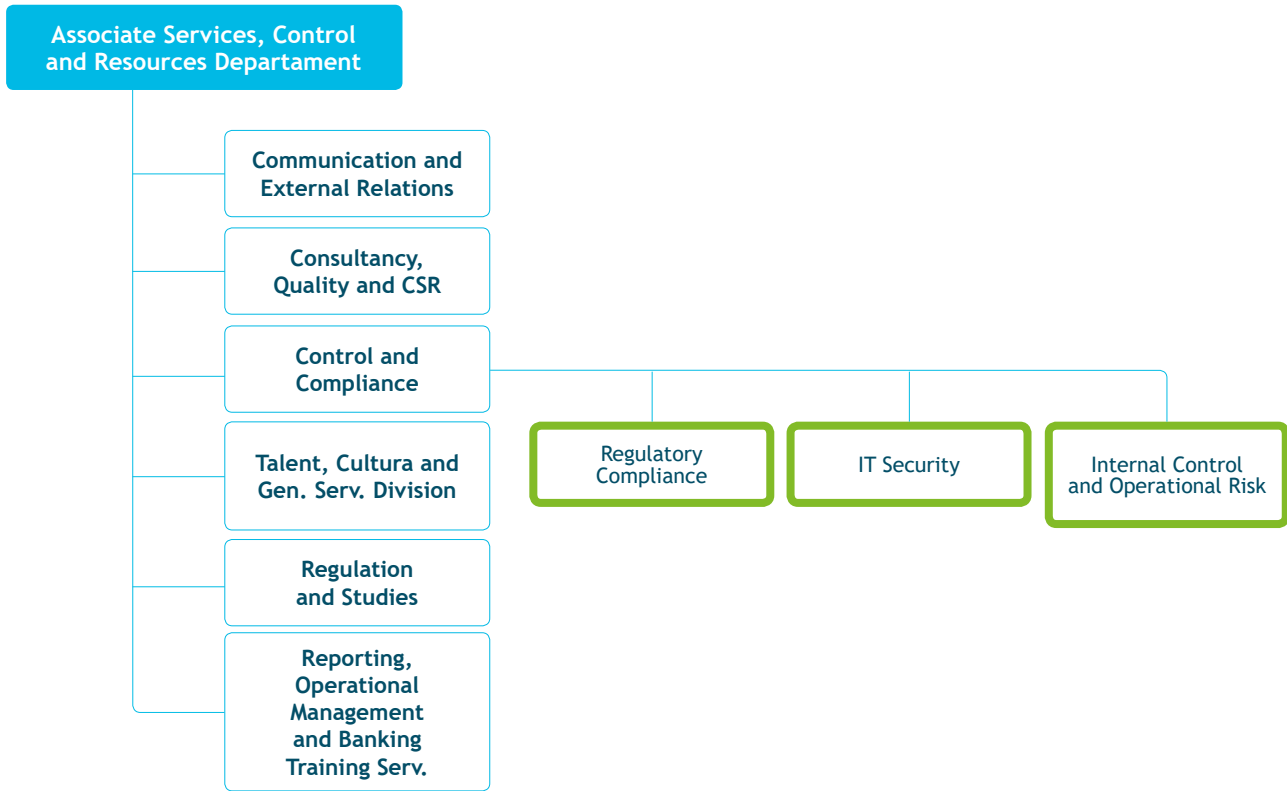 Associate Services, Control
and Resources Departament
Communication and
External Relations
Consultancy,
Quality and CSR
Control and
Compliance
Talent, Cultura and
Gen. Serv. Division
Regulation
and Studies
Reporting,
Operational
Management
and Banking
Training Serv.
Regulatory
Compliance
IT Security
Internal Control
and Operational Risk